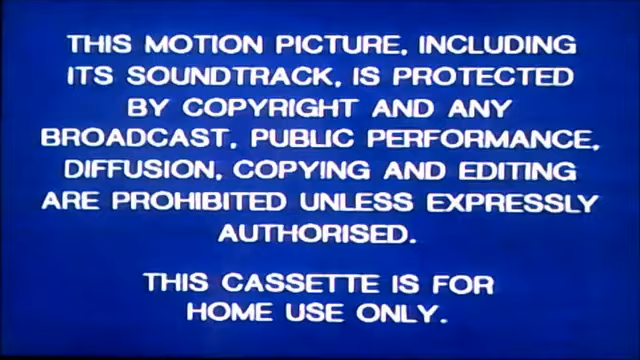 THIS MOTION PICTURE, INCLUDING
ITS SOUNDTRACK, IS PROTECTED
BY COPYRIGHT AND ANY
BROADCAST, PUBLIC PERFORMANCE,
DIFFUSION, COPYING AND EDITING
ARE PROHIBITED UNLESS EXPRESSLY
AUTHORISED.
THIS CASSETTE IS FOR
HOME USE ONLY.